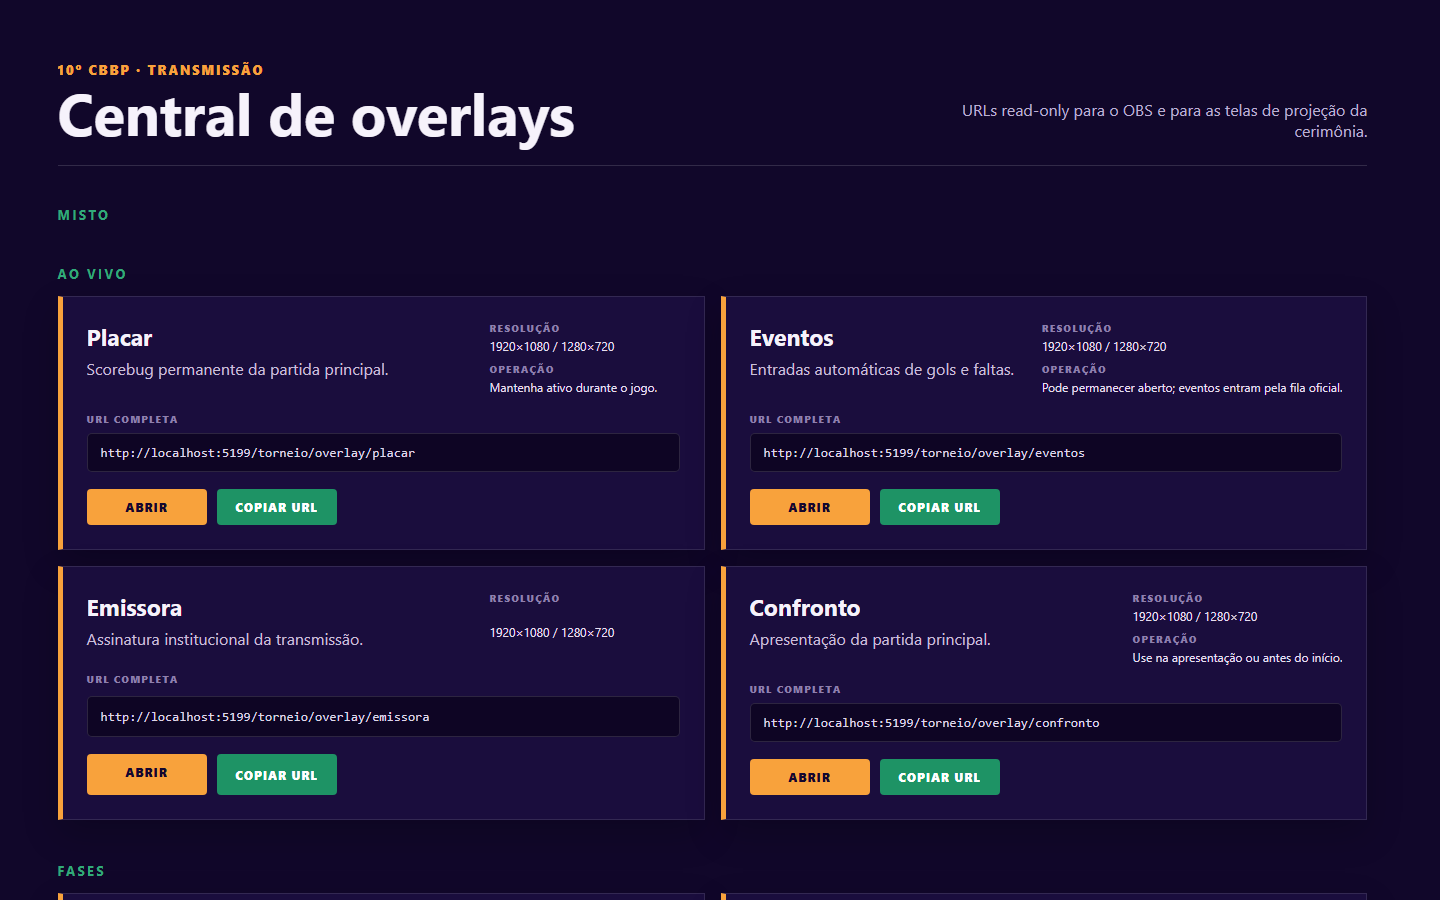 10º CBBP · TRANSMISSÃO
Central de overlays
URLs read-only para o OBS e para as telas de projeção da
cerimônia.
MISTO
AO VIVO
Placar
Scorebug permanente da partida principal.
RESOLUÇÃO
1920×1080 / 1280×720
OPERAÇÃO
Mantenha ativo durante o jogo.
URL COMPLETA
http://localhost:5199/torneio/overlay/placar
ABRIR
COPIAR URL
Eventos
Entradas automáticas de gols e faltas.
RESOLUÇÃO
1920×1080 / 1280×720
OPERAÇÃO
Pode permanecer aberto; eventos entram pela fila oficial.
URL COMPLETA
http://localhost:5199/torneio/overlay/eventos
ABRIR
COPIAR URL
Emissora
Assinatura institucional da transmissão.
RESOLUÇÃO
1920×1080 / 1280×720
URL COMPLETA
http://localhost:5199/torneio/overlay/emissora
ABRIR
COPIAR URL
Confronto
Apresentação da partida principal.
RESOLUÇÃO
1920×1080 / 1280×720
OPERAÇÃO
Use na apresentação ou antes do início.
URL COMPLETA
http://localhost:5199/torneio/overlay/confronto
ABRIR
COPIAR URL
FASES